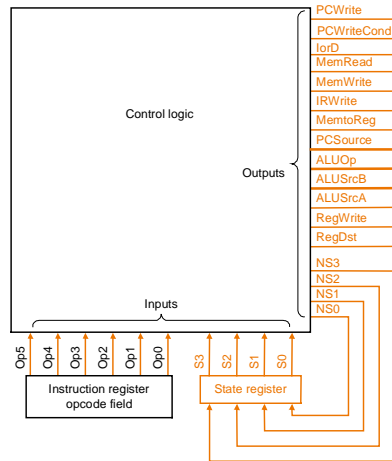 PCWrite
PCWriteCond
IorD
MemRead
MemWrite
IRWrite
MemtoReg
PCSource
ALUOp
ALUSrcB
ALUSrcA
RegWrite
RegDst
NS3
NS2
NS1
NS0
Control logic
Outputs
Inputs
Op5
Op4
Op3
Op2
Op1
Op0
S3
S2
S1
S0
Instruction register
opcode field
State register